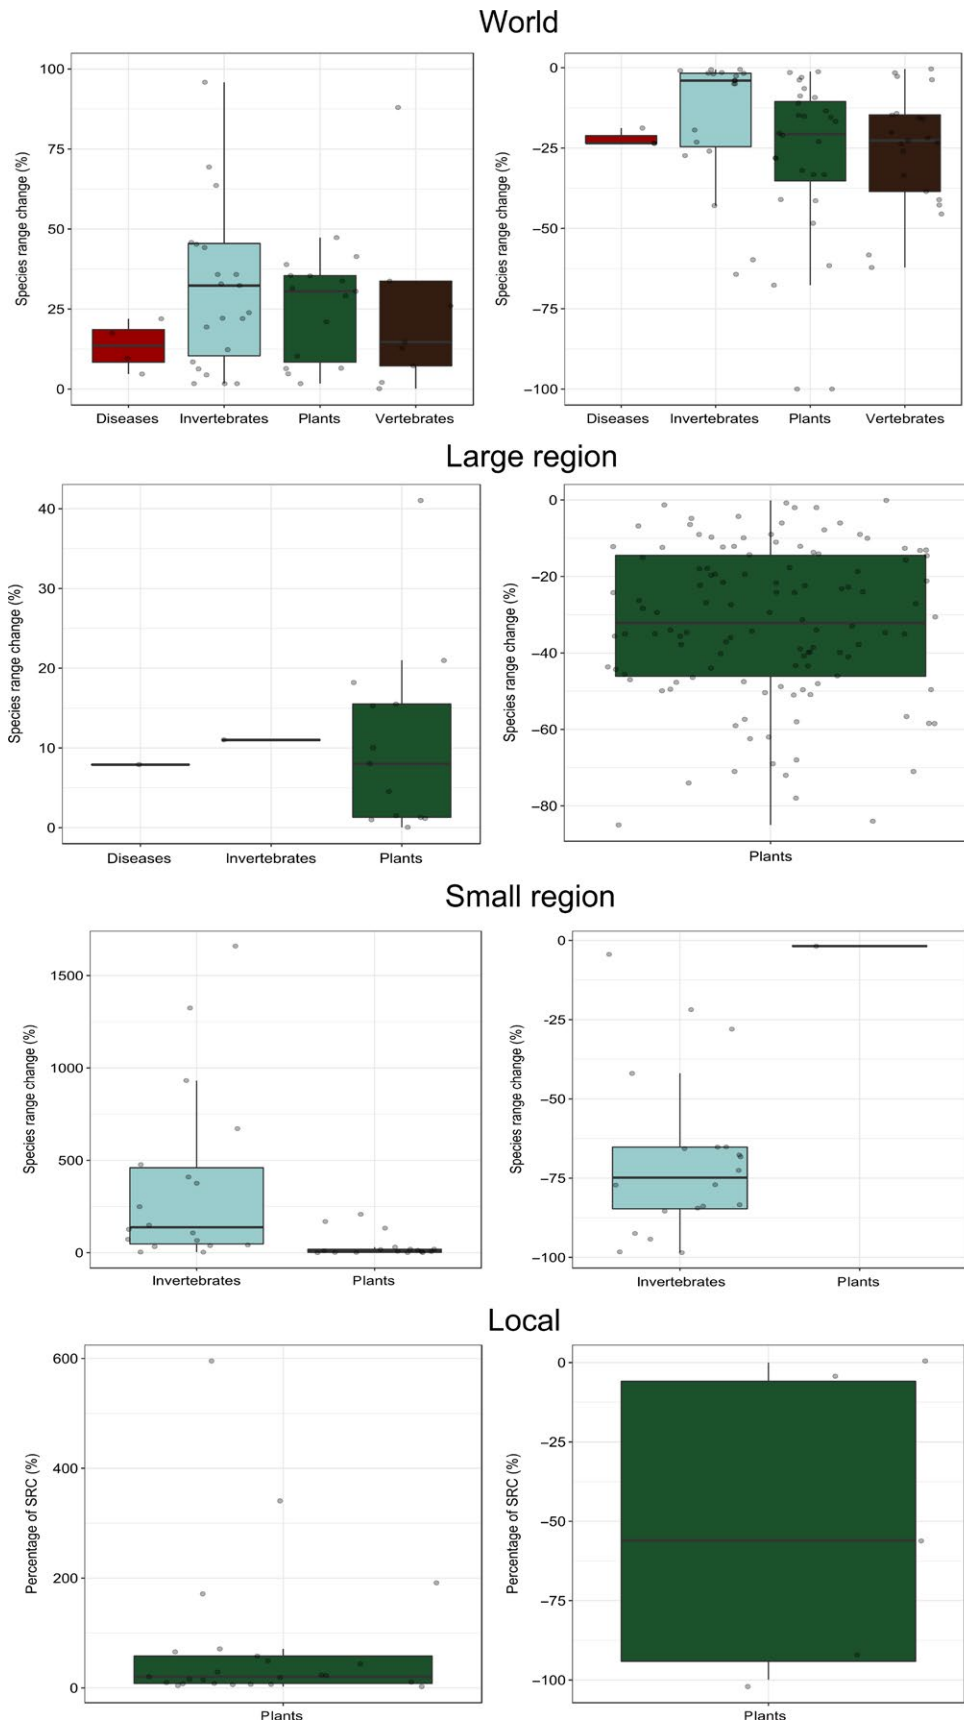 World
Species range change (%)
100
75
50
25
0
Diseases Invertebrates Plants Vertebrates
Species range change (%)
0
−25
−50
−75
−100
Diseases Invertebrates Plants Vertebrates
Large region
Species range change (%)
40
30
20
10
0
Diseases Invertebrates Plants
Species range change (%)
0
−20
−40
−60
−80
Plants
Small region
Species range change (%)
1500
1000
500
0
Invertebrates Plants
Species range change (%)
0
-25
−50
−75
−100
Invertebrates Plants
Local
Percentage of SRC (%)
600
400
200
0
Plants
Percentage of SRC (%)
0
−25
−50
−75
−100
Plants